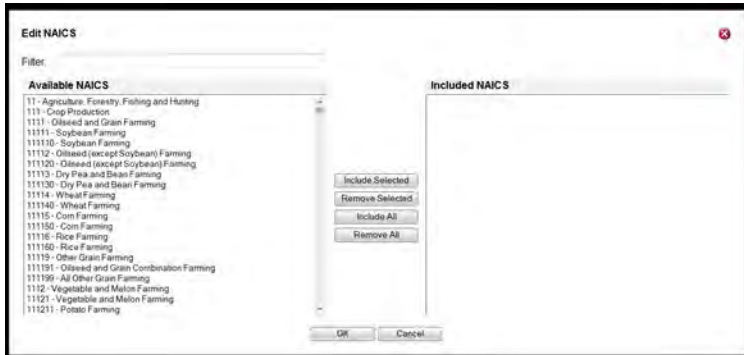 Edit NAICS
Filter:
Available NAICS
11 - Agriculture, Forestry, Fishing and Hunting
111 - Crop Production
1111 - Oilseed and Grain Farming
11111 - Soybean Farming
111110 - Soybean Farming
11112 - Oilseed (except Soybean) Farming
111120 - Oilseed (except Soybean) Farming
11113 - Dry Pea and Bean Farming
111130 - Dry Pea and Bean Farming
11114 - Wheat Farming
111140 - Wheat Farming
11115 - Corn Farming
111150 - Corn Farming
11116 - Rice Farming
111160 - Rice Farming
11119 - Other Grain Farming
111191 - Oilseed and Grain Combination Farming
111199 - All Other Grain Farming
1112 - Vegetable and Melon Farming
11121 - Vegetable and Melon Farming
111211 - Potato Farming
Include Selected
Remove Selected
Include All
Remove All
Included NAICS
OK
Cancel